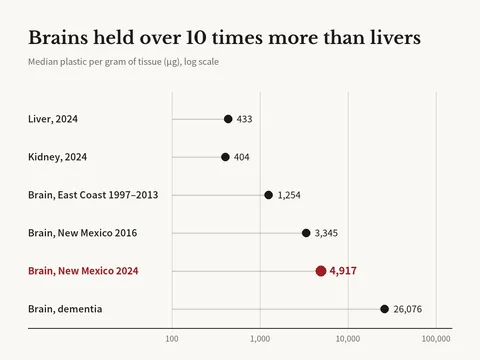 Brains held over 10 times more than livers
Median plastic per gram of tissue (µg), log scale
Liver, 2024 433
Kidney, 2024 404
Brain, East Coast 1997–2013 1,254
Brain, New Mexico 2016 3,345
Brain, New Mexico 2024 4,917
Brain, dementia 26,076
100 1,000 10,000 100,000